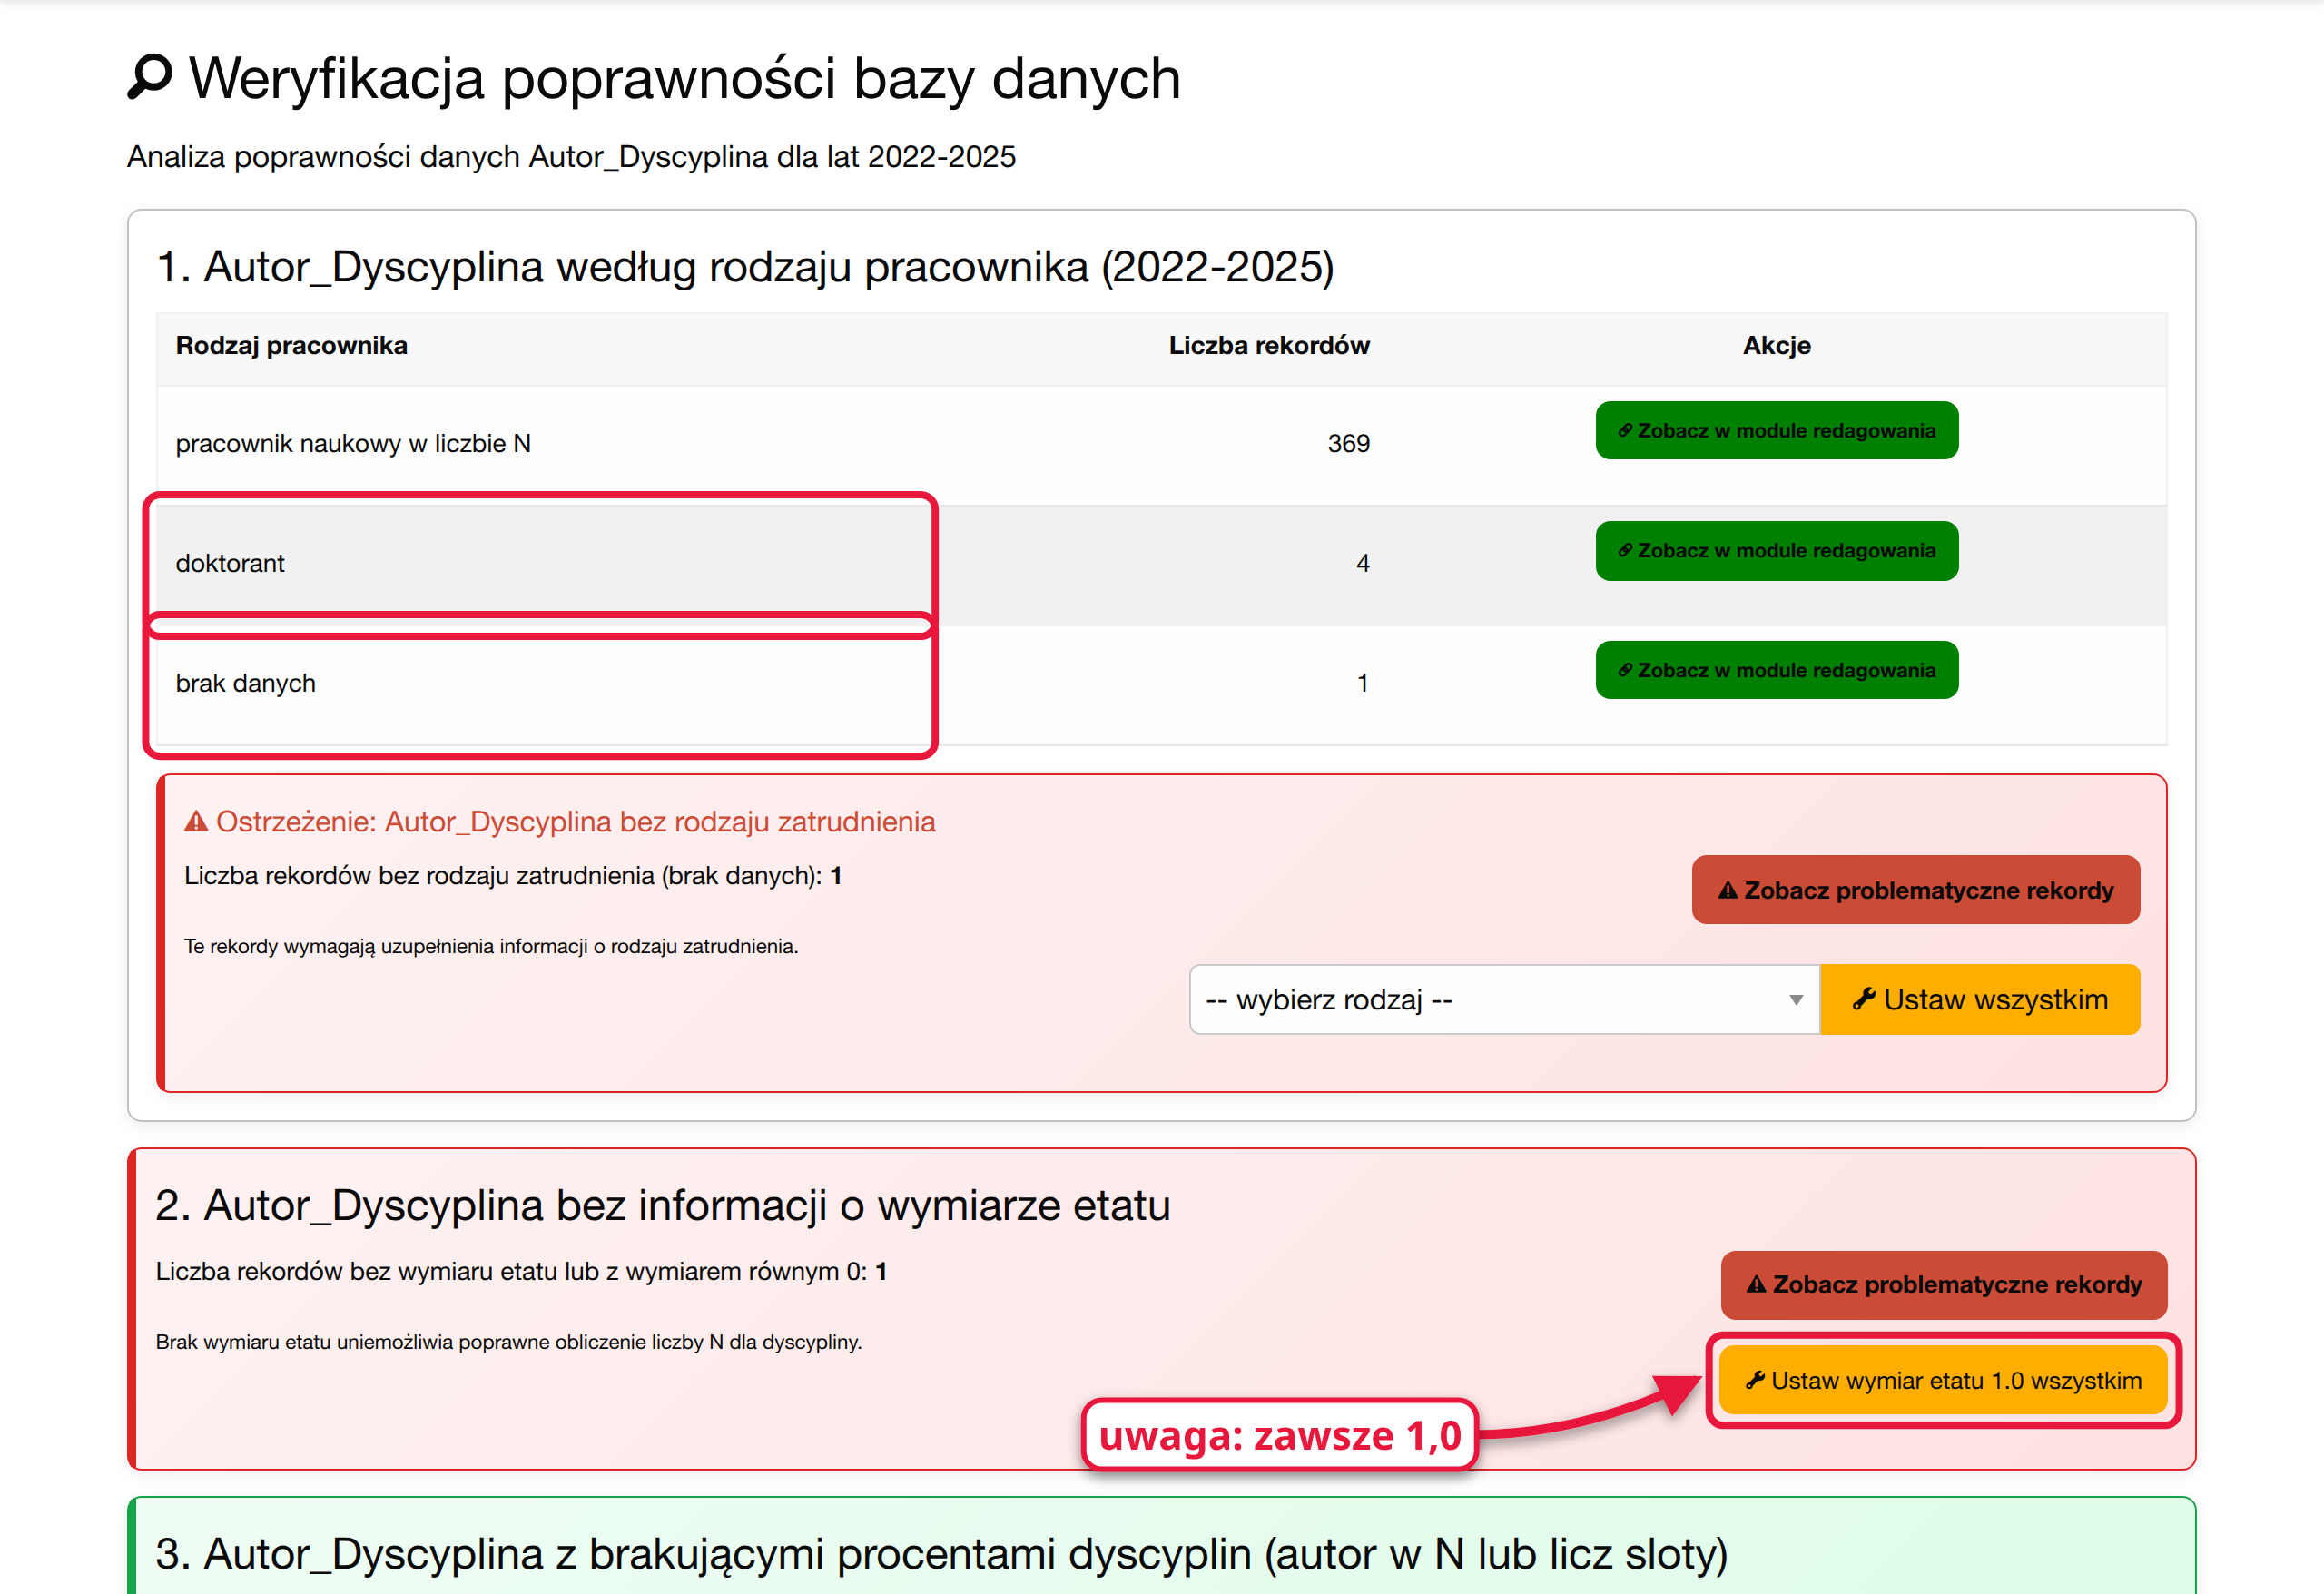 Weryfikacja poprawności bazy danych
Analiza poprawności danych Autor_Dyscyplina dla lat 2022-2025
1. Autor_Dyscyplina według rodzaju pracownika (2022-2025)
Rodzaj pracownika Liczba rekordów Akcje
pracownik naukowy w liczbie N 369 Zobacz w module redagowania
doktorant 4 Zobacz w module redagowania
brak danych 1 Zobacz w module redagowania
Ostrzeżenie: Autor_Dyscyplina bez rodzaju zatrudnienia
Liczba rekordów bez rodzaju zatrudnienia (brak danych): 1
Zobacz problematyczne rekordy
Te rekordy wymagają uzupełnienia informacji o rodzaju zatrudnienia.
-- wybierz rodzaj -- Ustaw wszystkim
2. Autor_Dyscyplina bez informacji o wymiarze etatu
Liczba rekordów bez wymiaru etatu lub z wymiarem równym 0: 1
Zobacz problematyczne rekordy
Brak wymiaru etatu uniemożliwia poprawne obliczenie liczby N dla dyscypliny.
Ustaw wymiar etatu 1.0 wszystkim
uwaga: zawsze 1,0
3. Autor_Dyscyplina z brakującymi procentami dyscyplin (autor w N lub licz sloty)